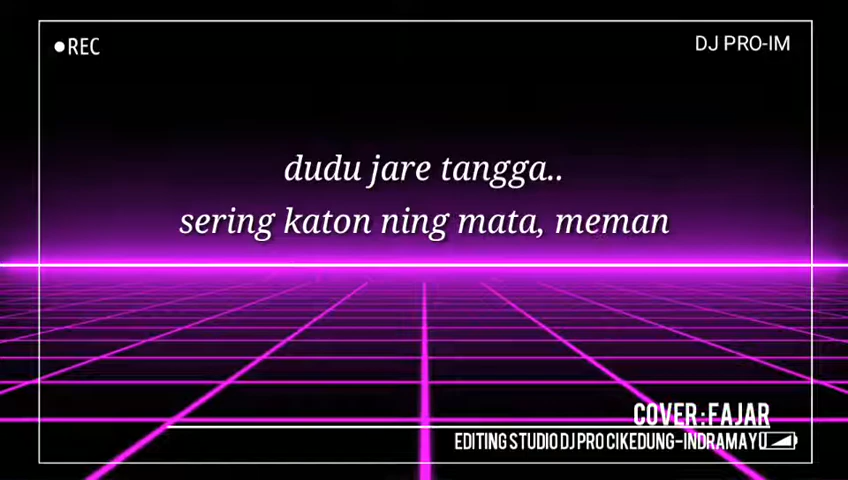 ●REC
DJ PRO-IM
dudu jare tangga..
sering katon ning mata, meman
COVER : FAJAR
EDITING STUDIO DJ PRO CIKEDUNG-INDRAMAYU